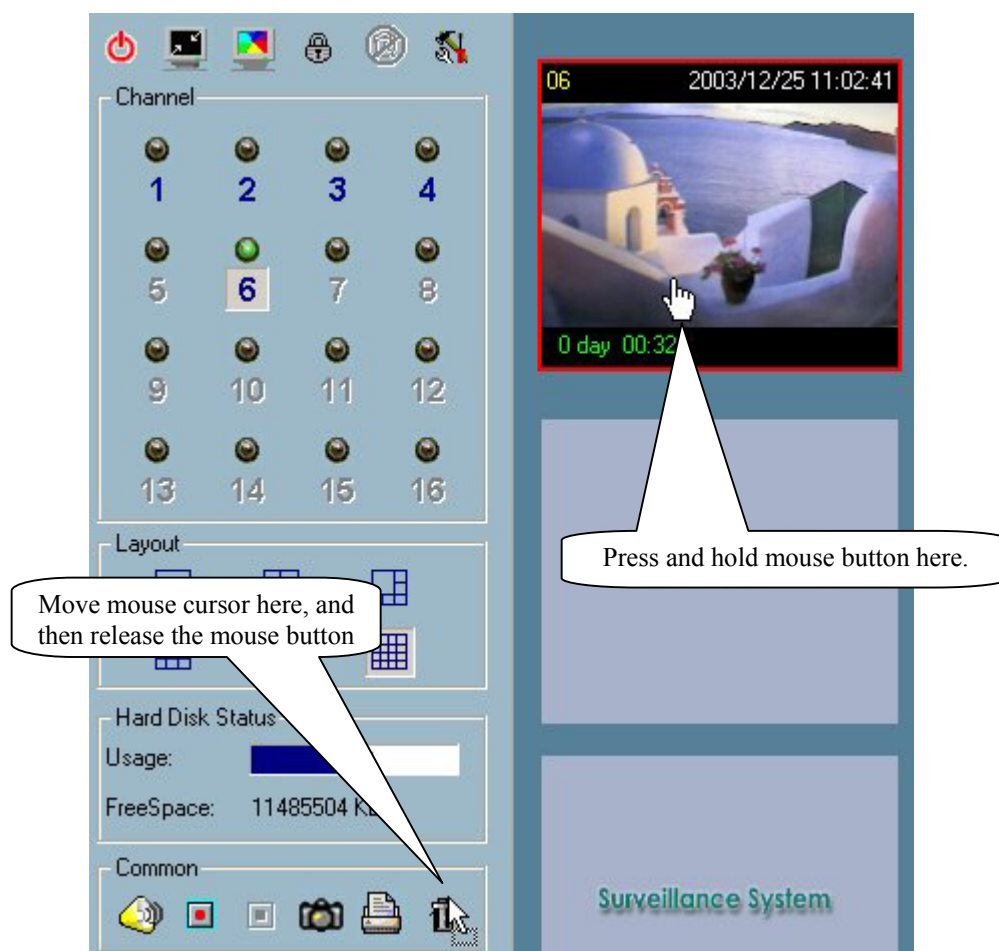 Channel
1 2 3 4
5 6 7 8
9 10 11 12
13 14 15 16
Layout
Move mouse cursor here, and
then release the mouse button
Hard Disk Status
Usage:
FreeSpace: 11485504
Common
06 2003/12/25 11:02:41
0 day 00:32
Press and hold mouse button here.
Surveillance System